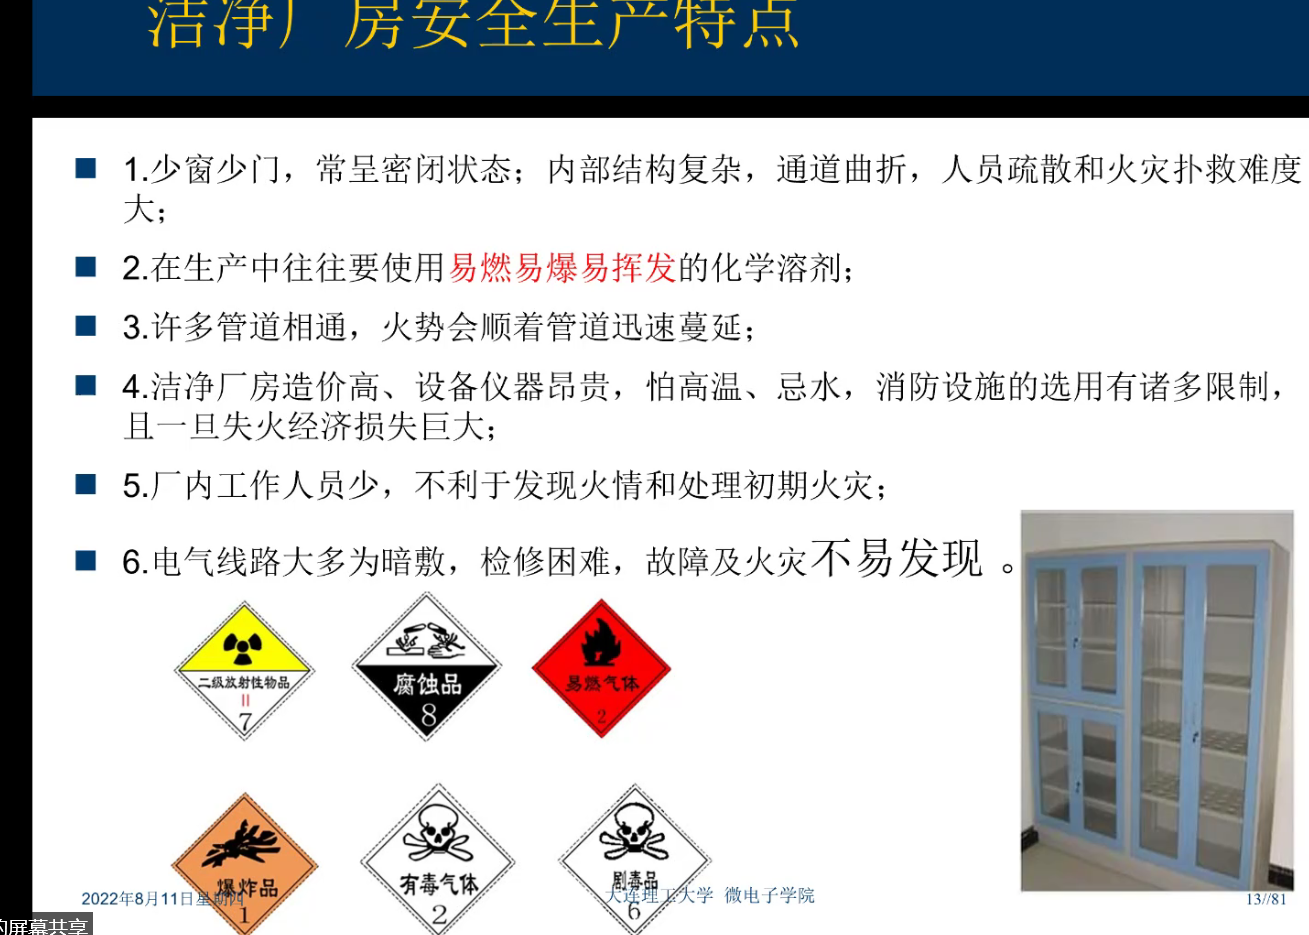 洁净厂房安全生产特点
1.少窗少门，常呈密闭状态；内部结构复杂，通道曲折，人员疏散和火灾扑救难度
大；
2.在生产中往往要使用易燃易爆易挥发的化学溶剂；
3.许多管道相通，火势会顺着管道迅速蔓延；
4.洁净厂房造价高、设备仪器昂贵，怕高温、忌水，消防设施的选用有诸多限制，
且一旦失火经济损失巨大；
5.厂内工作人员少，不利于发现火情和处理初期火灾；
6.电气线路大多为暗敷，检修困难，故障及火灾不易发现 。
二级放射性物品
II
7
腐蚀品
8
易燃气体
2
爆炸品
1
有毒气体
2
剧毒品
6
2022年8月11日星期四
大连理工大学 微电子学院
13//81
的屏幕共享